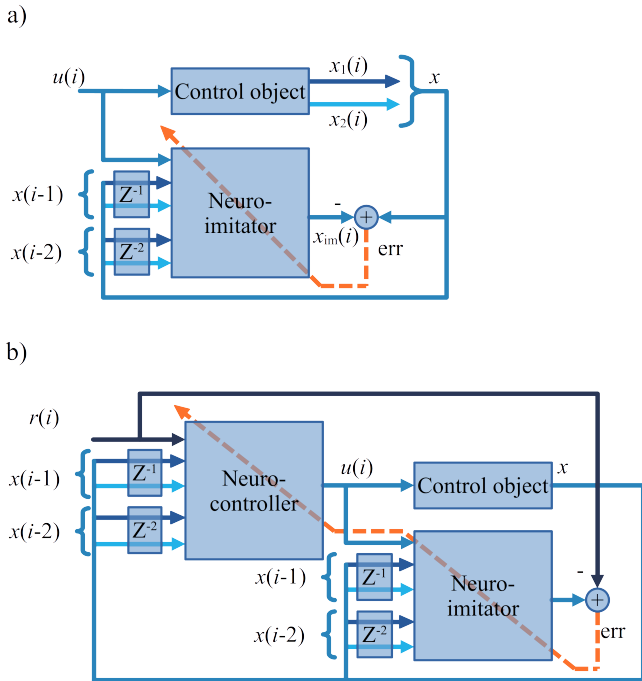 a)
u(i)
Control object
x₁(i)
x₂(i)
x
x(i-1)
Z⁻¹
x(i-2)
Z⁻²
Neuro-
imitator
-
+
xᵢₘ(i)
err
b)
r(i)
x(i-1)
Z⁻¹
x(i-2)
Z⁻²
Neuro-
controller
u(i)
Control object
x
x(i-1)
Z⁻¹
x(i-2)
Z⁻²
Neuro-
imitator
-
+
err